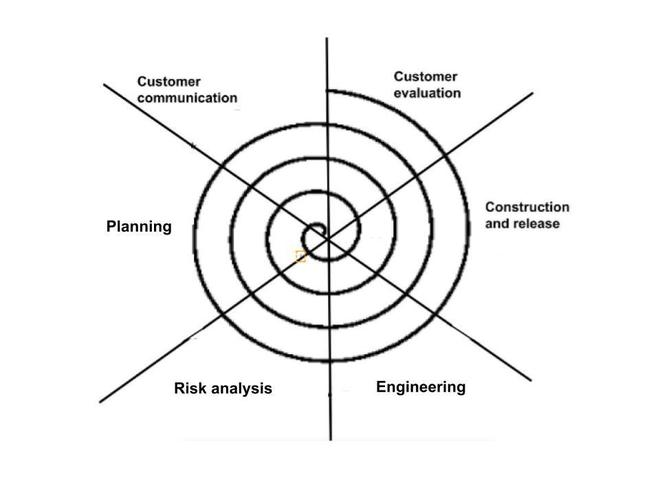 Customer
communication
Customer
evaluation
Planning
Construction
and release
Risk analysis
Engineering